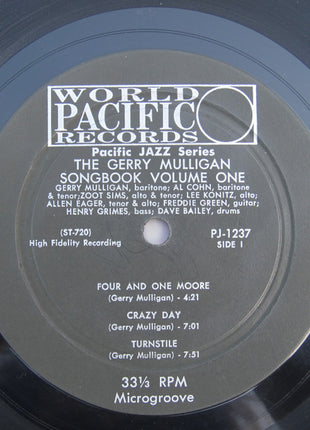 WORLD
PACIFIC
RECORDS
Pacific JAZZ Series
THE GERRY MULLIGAN
SONGBOOK VOLUME ONE
GERRY MULLIGAN, baritone; AL COHN, baritone
& tenor;ZOOT SIMS, alto & tenor; LEE KONITZ, alto;
ALLEN EAGER, tenor & alto; FREDDIE GREEN, guitar;
HENRY GRIMES, bass; DAVE BAILEY, drums
(ST-720) PJ-1237
High Fidelity Recording SIDE I
FOUR AND ONE MOORE
(Gerry Mulligan) - 4:21
CRAZY DAY
(Gerry Mulligan) - 7:01
TURNSTILE
(Gerry Mulligan) - 7:51
33⅓ RPM
Microgroove